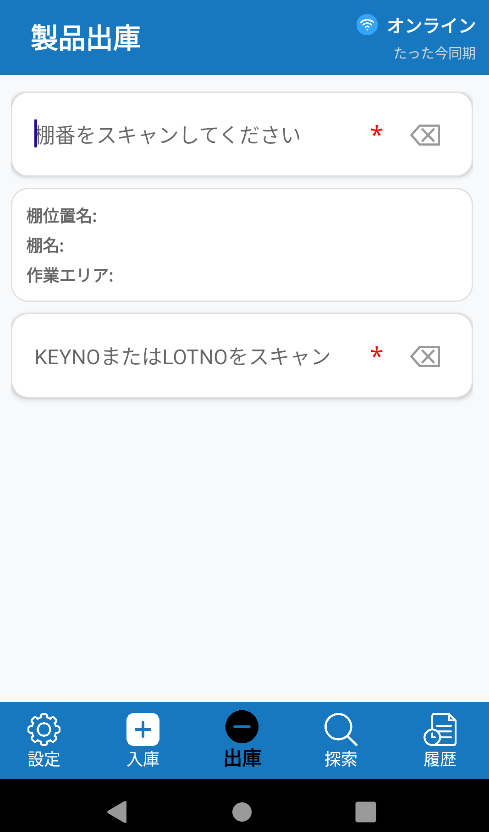 製品出庫
オンライン
たった今同期
棚番をスキャンしてください *
棚位置名:
棚名:
作業エリア:
KEYNOまたはLOTNOをスキャン *
設定
入庫
出庫
探索
履歴